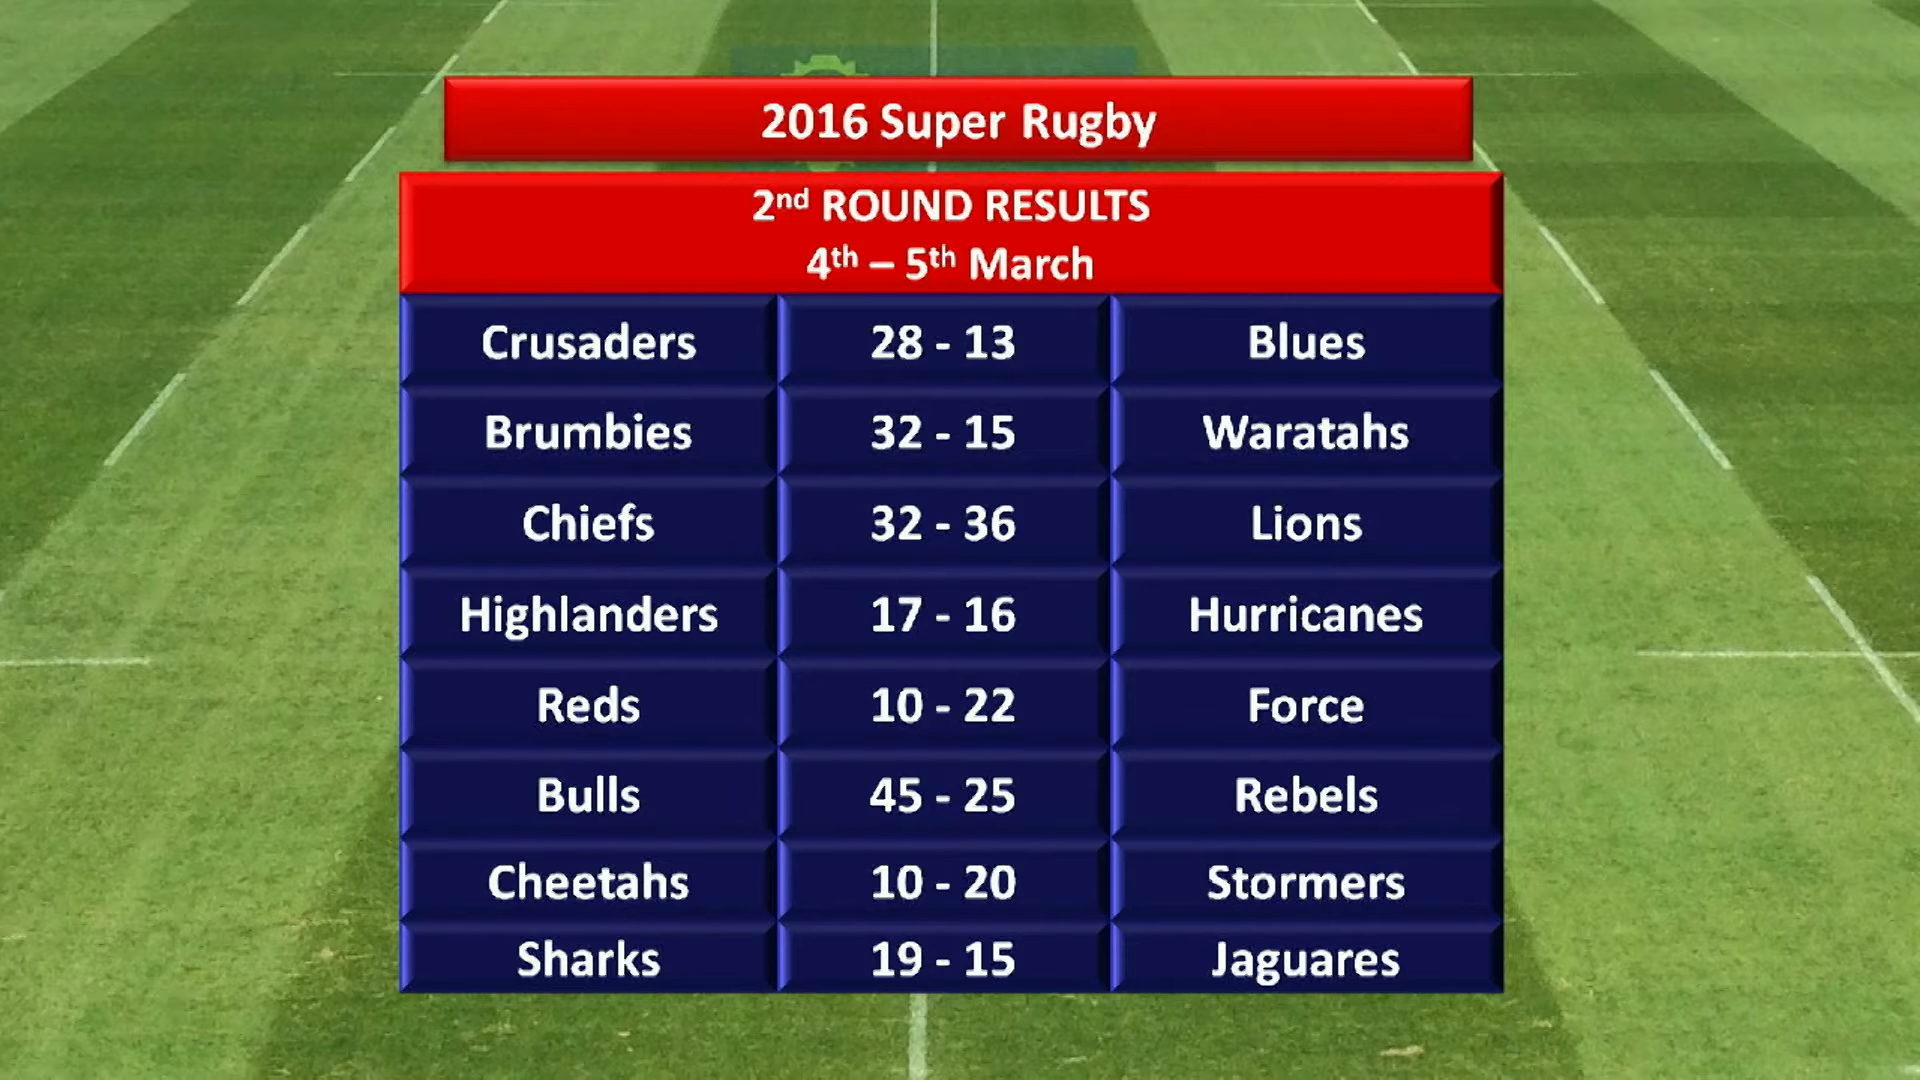 2016 Super Rugby
2nd ROUND RESULTS
4th – 5th March
Crusaders 28 - 13 Blues
Brumbies 32 - 15 Waratahs
Chiefs 32 - 36 Lions
Highlanders 17 - 16 Hurricanes
Reds 10 - 22 Force
Bulls 45 - 25 Rebels
Cheetahs 10 - 20 Stormers
Sharks 19 - 15 Jaguares